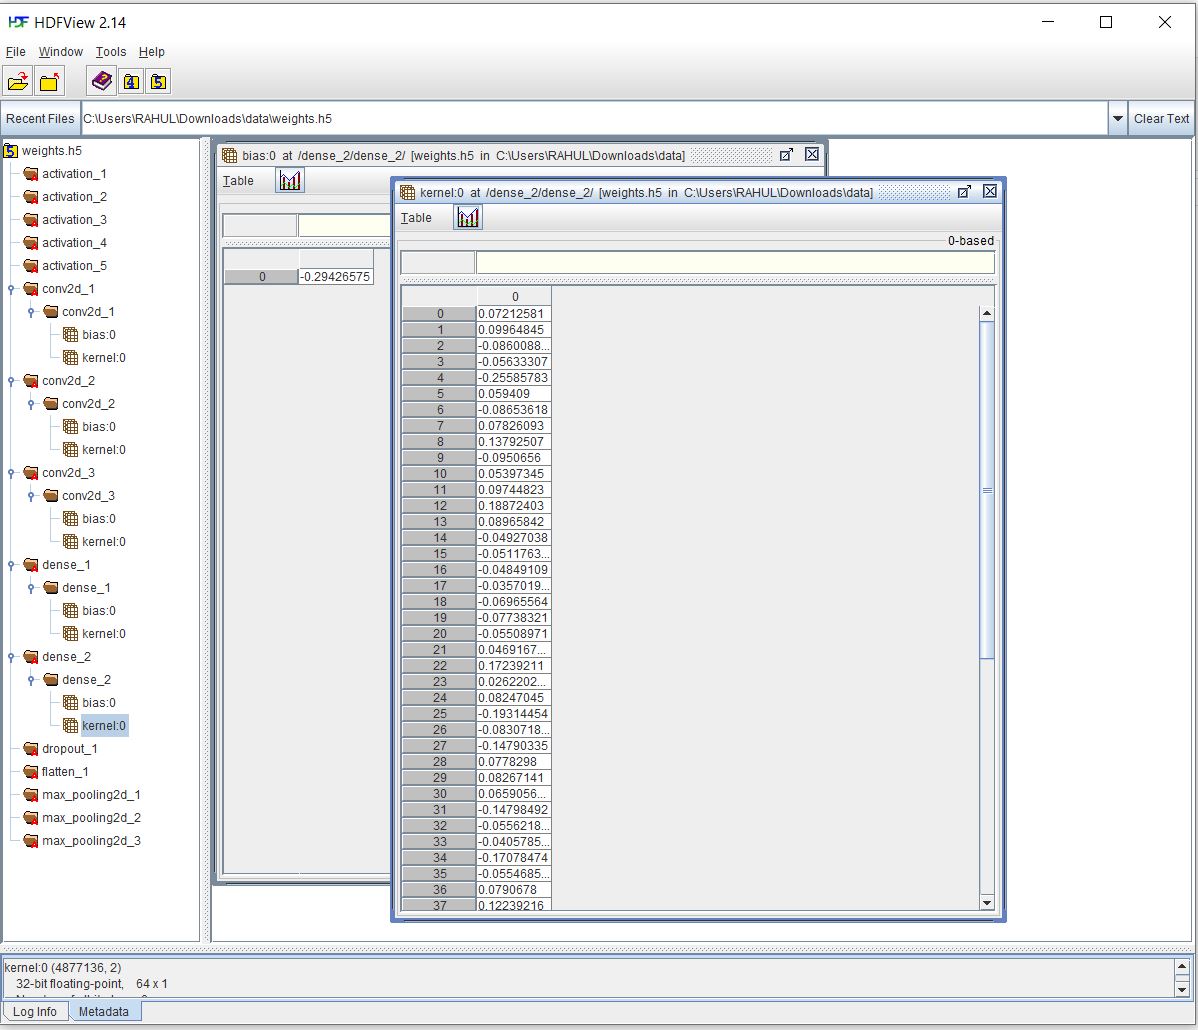 HDFView 2.14
File Window Tools Help
4 5
Recent Files C:\Users\RAHUL\Downloads\data\weights.h5 Clear Text
5 weights.h5
activation_1
activation_2
activation_3
activation_4
activation_5
conv2d_1
conv2d_1
bias:0
kernel:0
conv2d_2
conv2d_2
bias:0
kernel:0
conv2d_3
conv2d_3
bias:0
kernel:0
dense_1
dense_1
bias:0
kernel:0
dense_2
dense_2
bias:0
kernel:0
dropout_1
flatten_1
max_pooling2d_1
max_pooling2d_2
max_pooling2d_3
bias:0 at /dense_2/dense_2/ [weights.h5 in C:\Users\RAHUL\Downloads\data]
Table
0 -0.29426575
kernel:0 at /dense_2/dense_2/ [weights.h5 in C:\Users\RAHUL\Downloads\data]
Table
0-based
0
0 0.07212581
1 0.09964845
2 -0.0860088...
3 -0.05633307
4 -0.25585783
5 0.059409
6 -0.08653618
7 0.07826093
8 0.13792507
9 -0.0950656
10 0.05397345
11 0.09744823
12 0.18872403
13 0.08965842
14 -0.04927038
15 -0.0511763...
16 -0.04849109
17 -0.0357019...
18 -0.06965564
19 -0.07738321
20 -0.05508971
21 0.0469167...
22 0.17239211
23 0.0262202...
24 0.08247045
25 -0.19314454
26 -0.0830718...
27 -0.14790335
28 0.0778298
29 0.08267141
30 0.0659056...
31 -0.14798492
32 -0.0556218...
33 -0.0405785...
34 -0.17078474
35 -0.0554685...
36 0.0790678
37 0.12239216
kernel:0 (4877136, 2)
32-bit floating-point, 64 x 1
Log Info Metadata